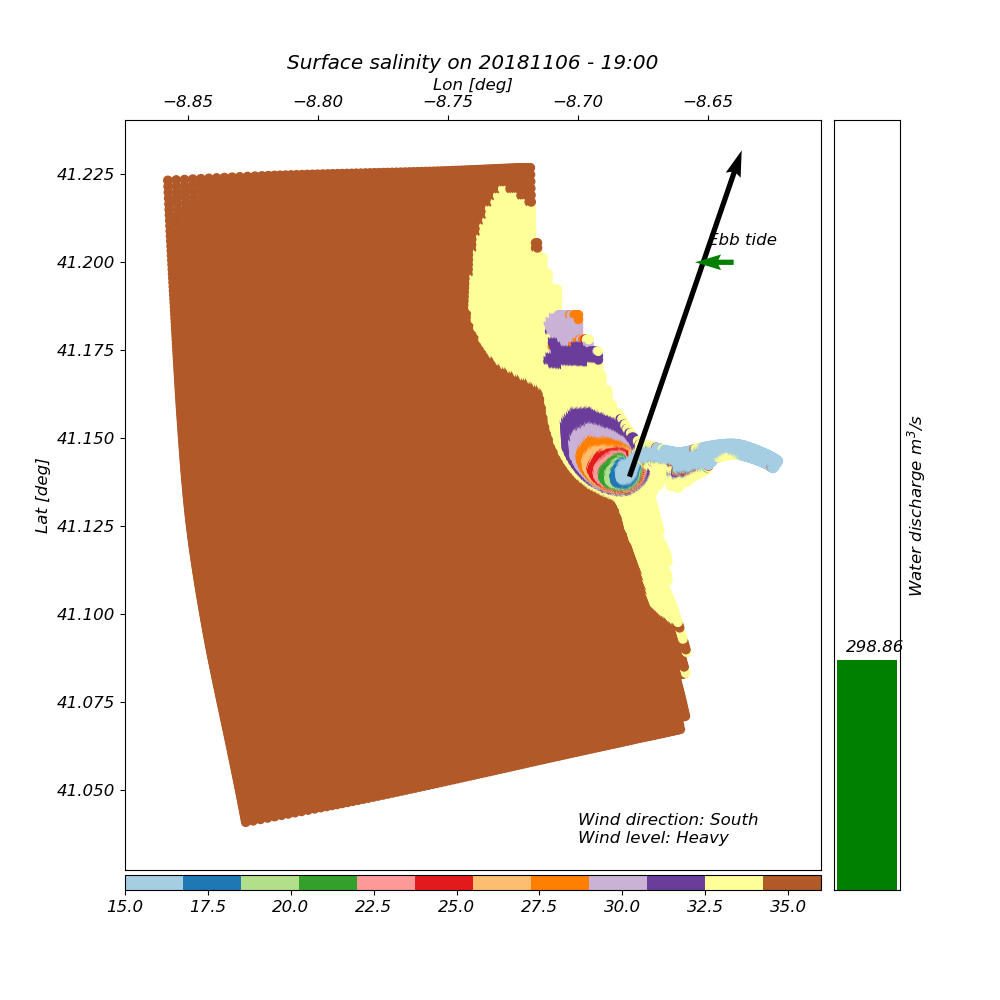 Surface salinity on 20181106 - 19:00
Lon [deg]
−8.85 −8.80 −8.75 −8.70 −8.65
41.225
41.200
41.175
41.150
41.125
41.100
41.075
41.050
Lat [deg]
Ebb tide
Wind direction: South
Wind level: Heavy
298.86
Water discharge m³/s
15.0 17.5 20.0 22.5 25.0 27.5 30.0 32.5 35.0